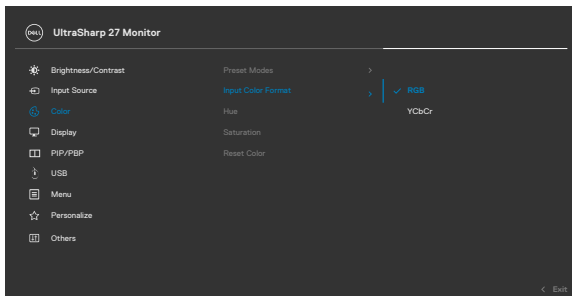 DELL UltraSharp 27 Monitor
Brightness/Contrast Preset Modes >
Input Source Input Color Format > ✓ RGB
Color Hue YCbCr
Display Saturation
PIP/PBP Reset Color
USB
Menu
Personalize
Others
< Exit